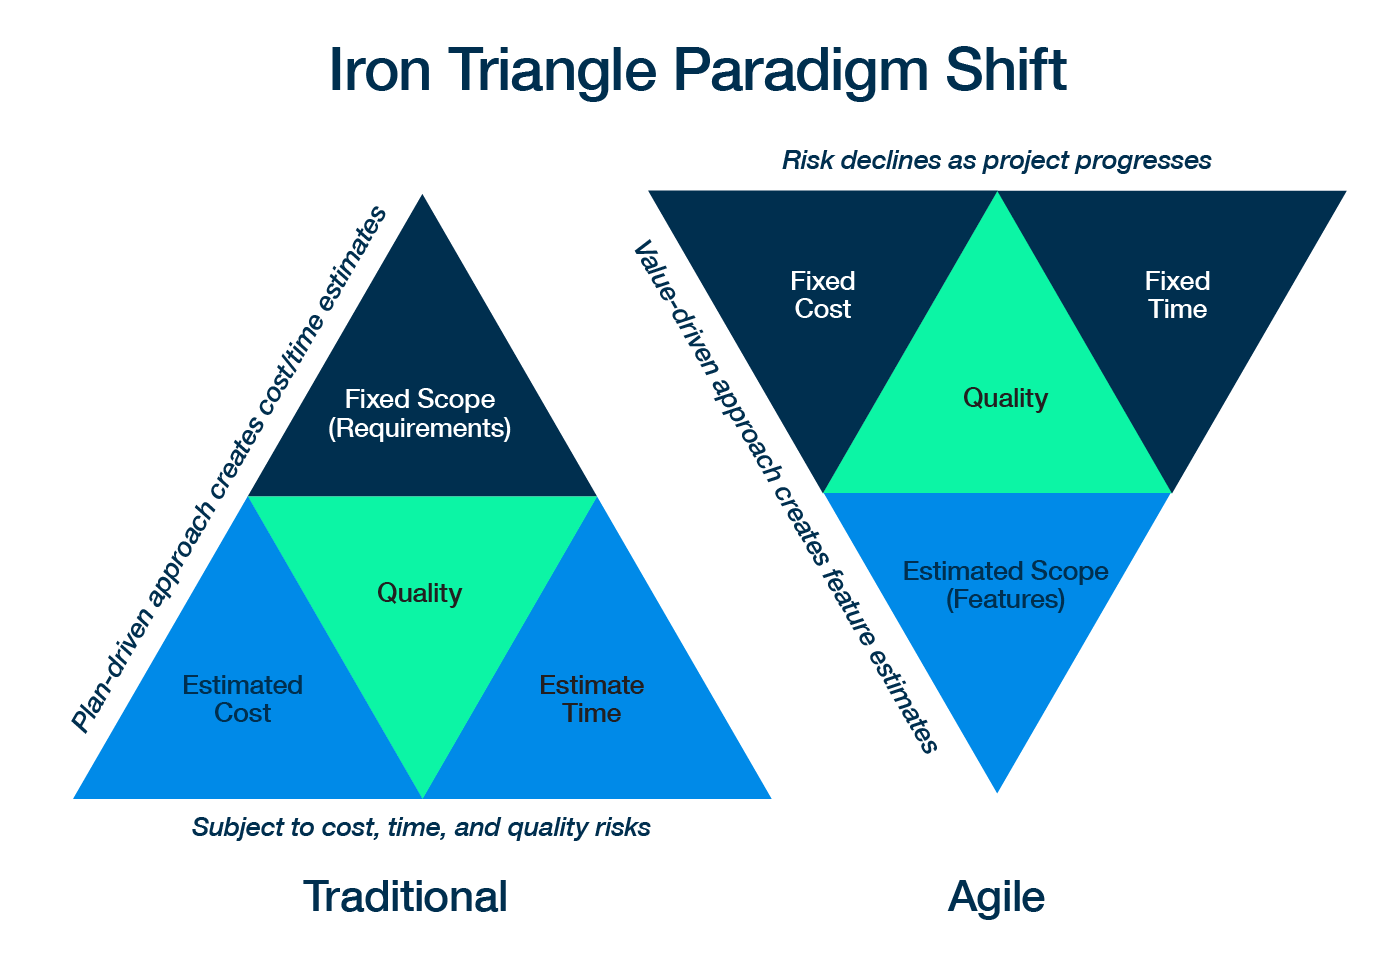 Iron Triangle Paradigm Shift
Plan-driven approach creates cost/time estimates
Fixed Scope
(Requirements)
Quality
Estimated
Cost
Estimate
Time
Subject to cost, time, and quality risks
Traditional
Risk declines as project progresses
Value-driven approach creates feature estimates
Fixed
Cost
Fixed
Time
Quality
Estimated Scope
(Features)
Agile